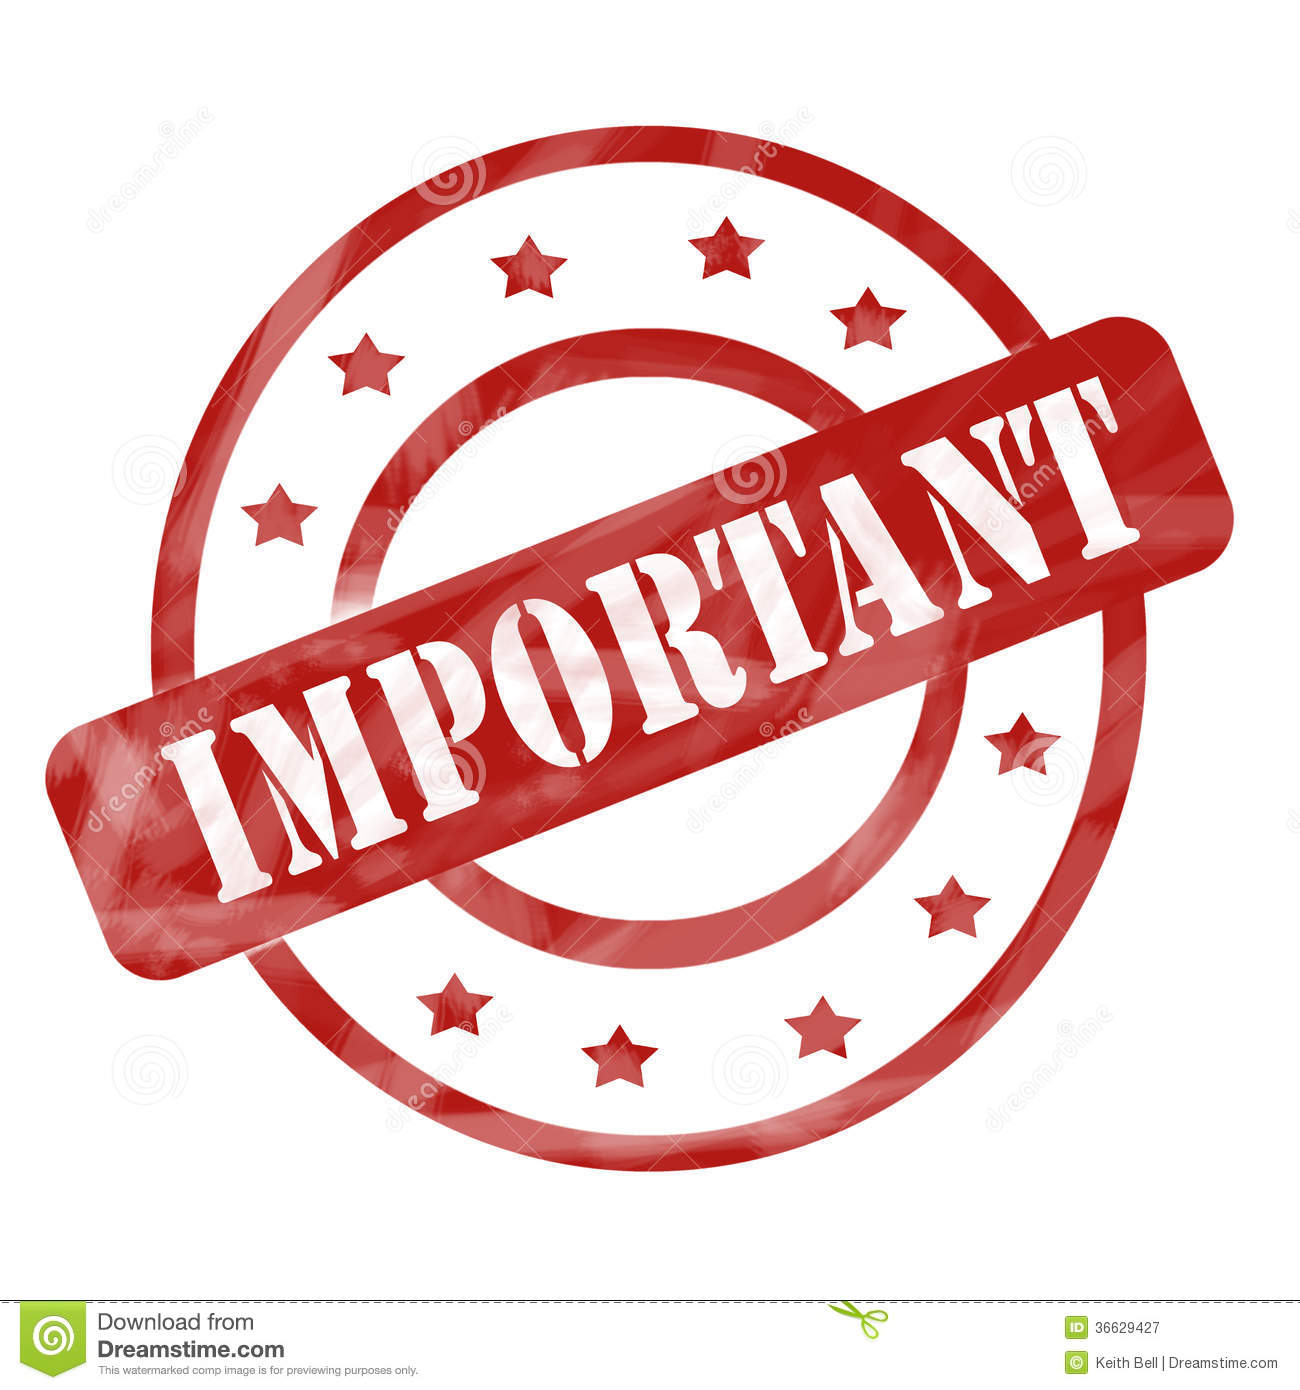 IMPORTANT
Download from
Dreamstime.com
This watermarked comp image is for previewing purposes only.
ID 36629427
© Keith Bell | Dreamstime.com
dreamstime